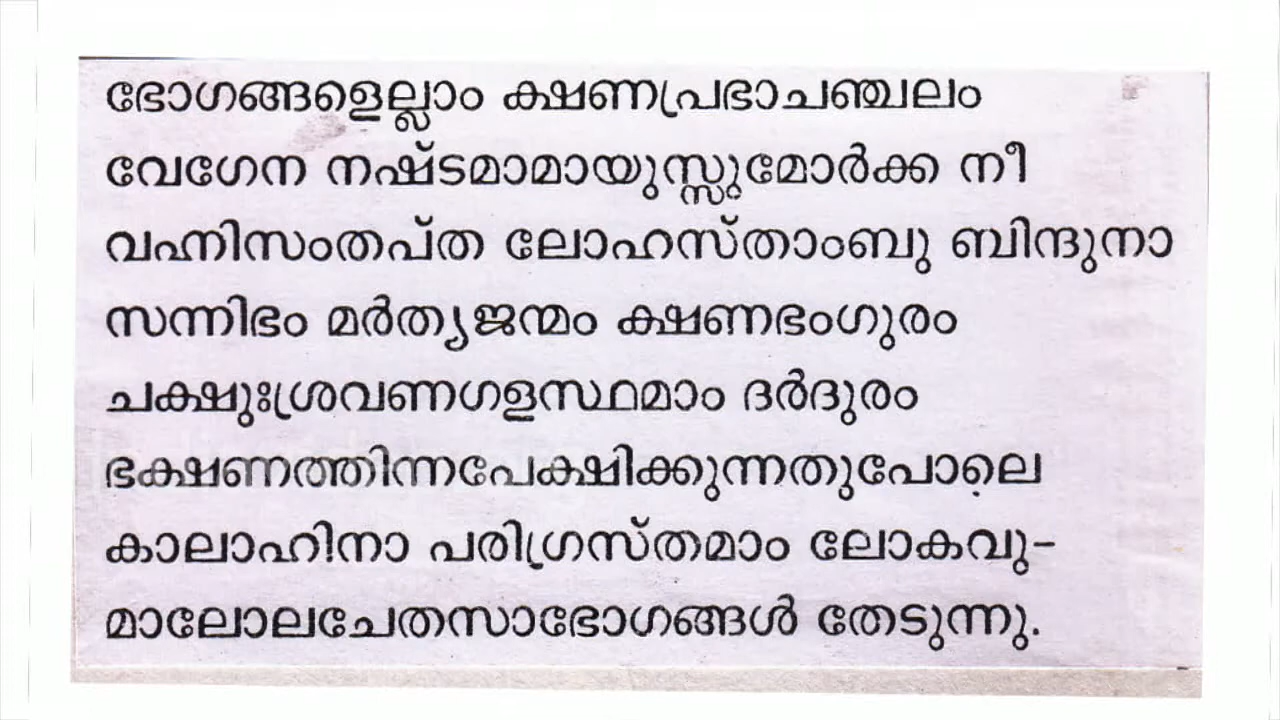 ഭോഗങ്ങളെല്ലാം ക്ഷണപ്രഭാചഞ്ചലം
വേഗേന നഷ്ടമാമായുസ്സുമോർക്ക നീ
വഹ്നിസംതപ്ത ലോഹസ്താംബു ബിന്ദുനാ
സന്നിഭം മർത്യജന്മം ക്ഷണഭംഗുരം
ചക്ഷുഃശ്രവണഗളസ്ഥമാം ദർദുരം
ഭക്ഷണത്തിന്നപേക്ഷിക്കുന്നതുപോലെ
കാലാഹിനാ പരിഗ്രസ്തമാം ലോകവു-
മാലോലചേതസാഭോഗങ്ങൾ തേടുന്നു.